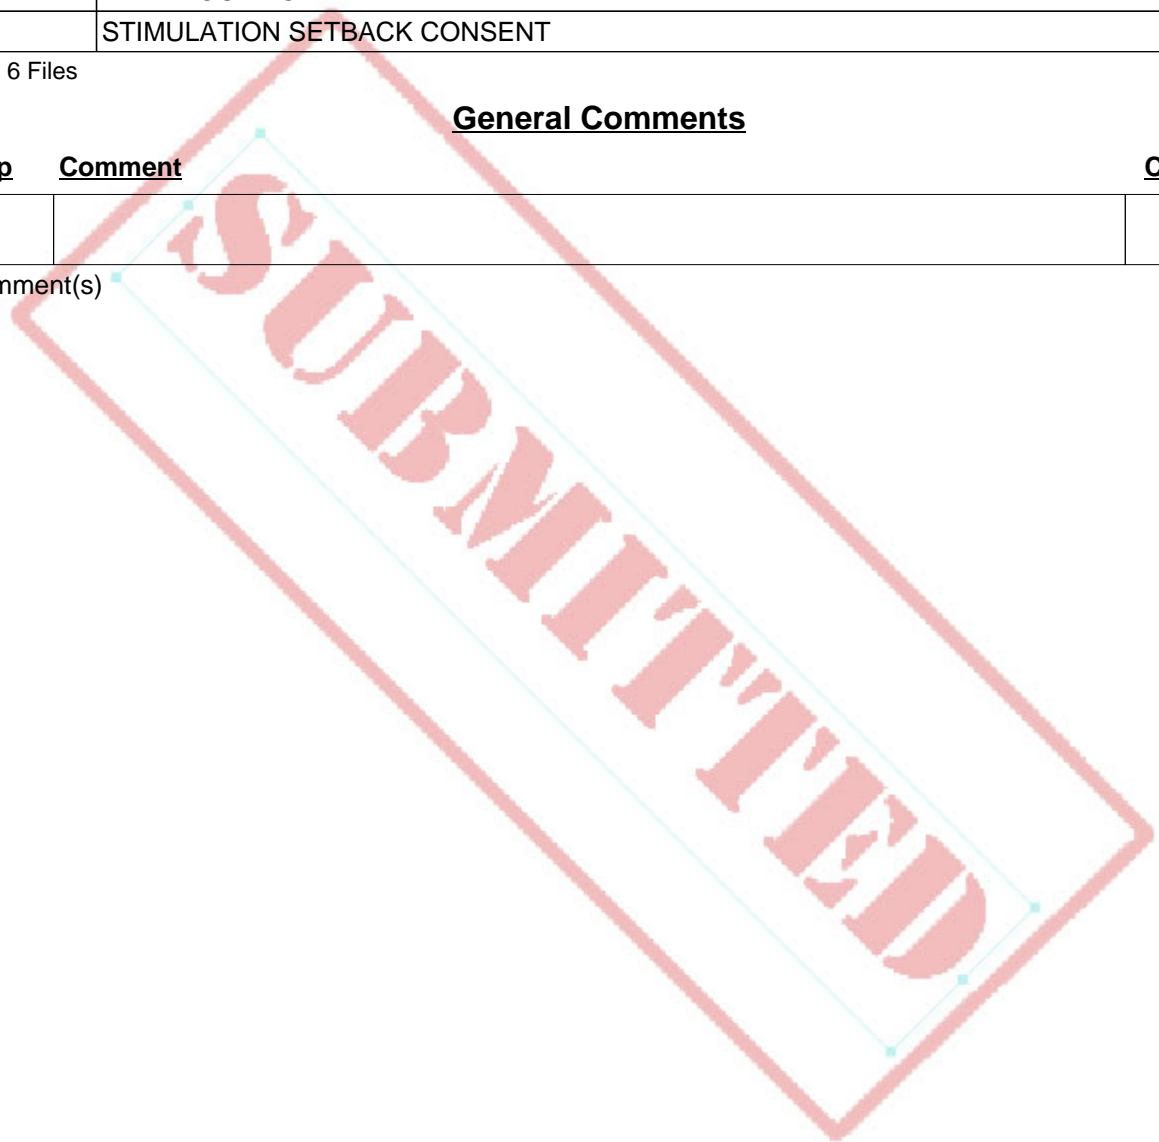 STIMULATION SETBACK CONSENT
6 Files
General Comments
p Comment C
mment(s)
SUBMITTED